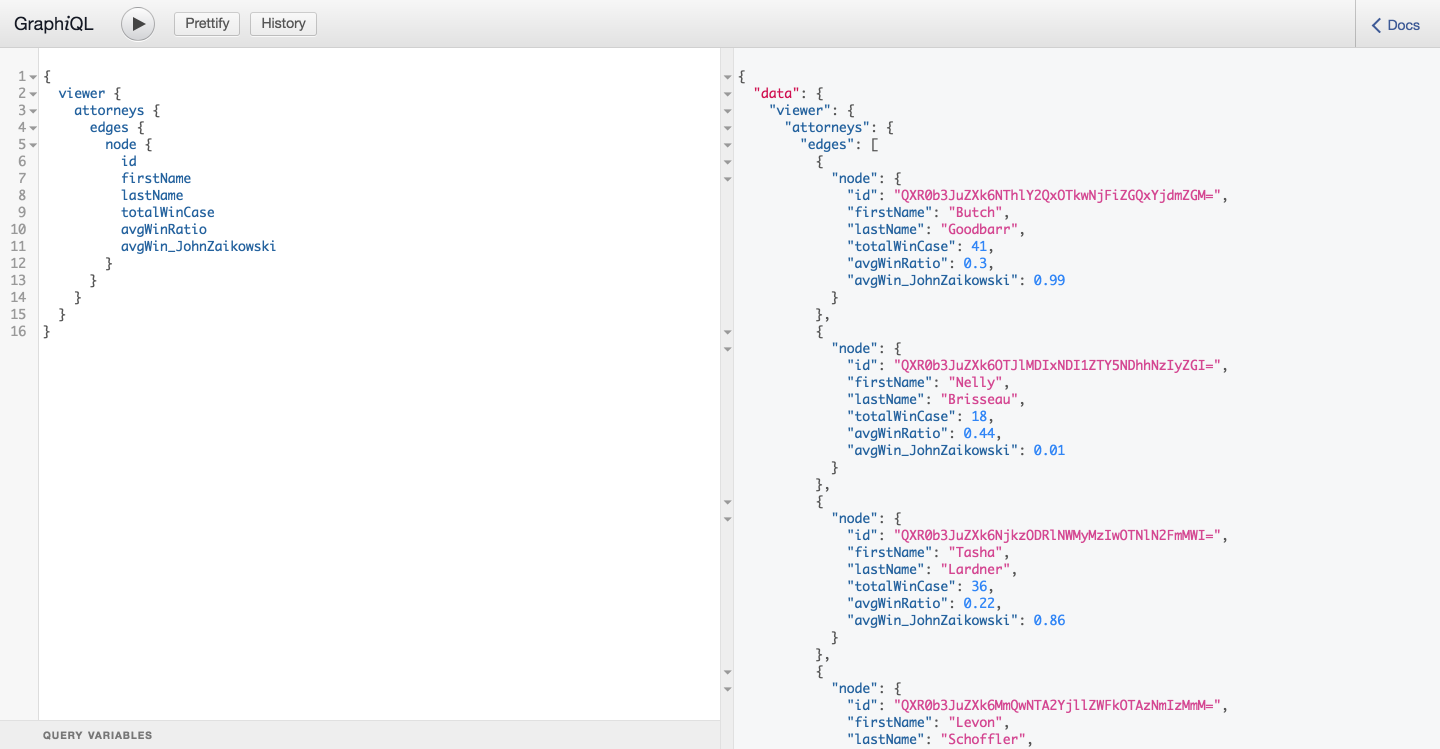 GraphiQL
Prettify
History
Docs
1 {
2 viewer {
3 attorneys {
4 edges {
5 node {
6 id
7 firstName
8 lastName
9 totalWinCase
10 avgWinRatio
11 avgWin_JohnZaikowski
12 }
13 }
14 }
15 }
16 }
QUERY VARIABLES
{
"data": {
"viewer": {
"attorneys": {
"edges": [
{
"node": {
"id": "QXR0b3JuZXk6NThlY2QxOTkwNjFiZGQxYjdmZGM=",
"firstName": "Butch",
"lastName": "Goodbarr",
"totalWinCase": 41,
"avgWinRatio": 0.3,
"avgWin_JohnZaikowski": 0.99
}
},
{
"node": {
"id": "QXR0b3JuZXk6OTJlMDIxNDI1ZTY5NDhhNzIyZGI=",
"firstName": "Nelly",
"lastName": "Brisseau",
"totalWinCase": 18,
"avgWinRatio": 0.44,
"avgWin_JohnZaikowski": 0.01
}
},
{
"node": {
"id": "QXR0b3JuZXk6NjkzODRlNWMyMzIwOTNlN2FmMWI=",
"firstName": "Tasha",
"lastName": "Lardner",
"totalWinCase": 36,
"avgWinRatio": 0.22,
"avgWin_JohnZaikowski": 0.86
}
},
{
"node": {
"id": "QXR0b3JuZXk6MmQwNTA2YjllZWFkOTAzNmIzMmM=",
"firstName": "Levon",
"lastName": "Schoffler",